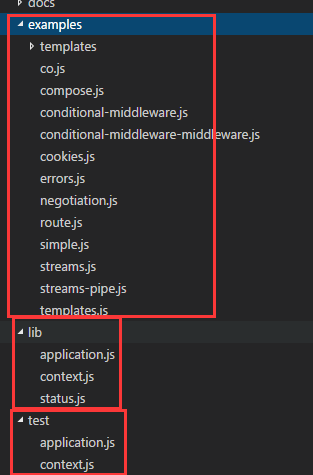 docs
examples
templates
co.js
compose.js
conditional-middleware.js
conditional-middleware-middleware.js
cookies.js
errors.js
negotiation.js
route.js
simple.js
streams.js
streams-pipe.js
templates.js
lib
application.js
context.js
status.js
test
application.js
context.js